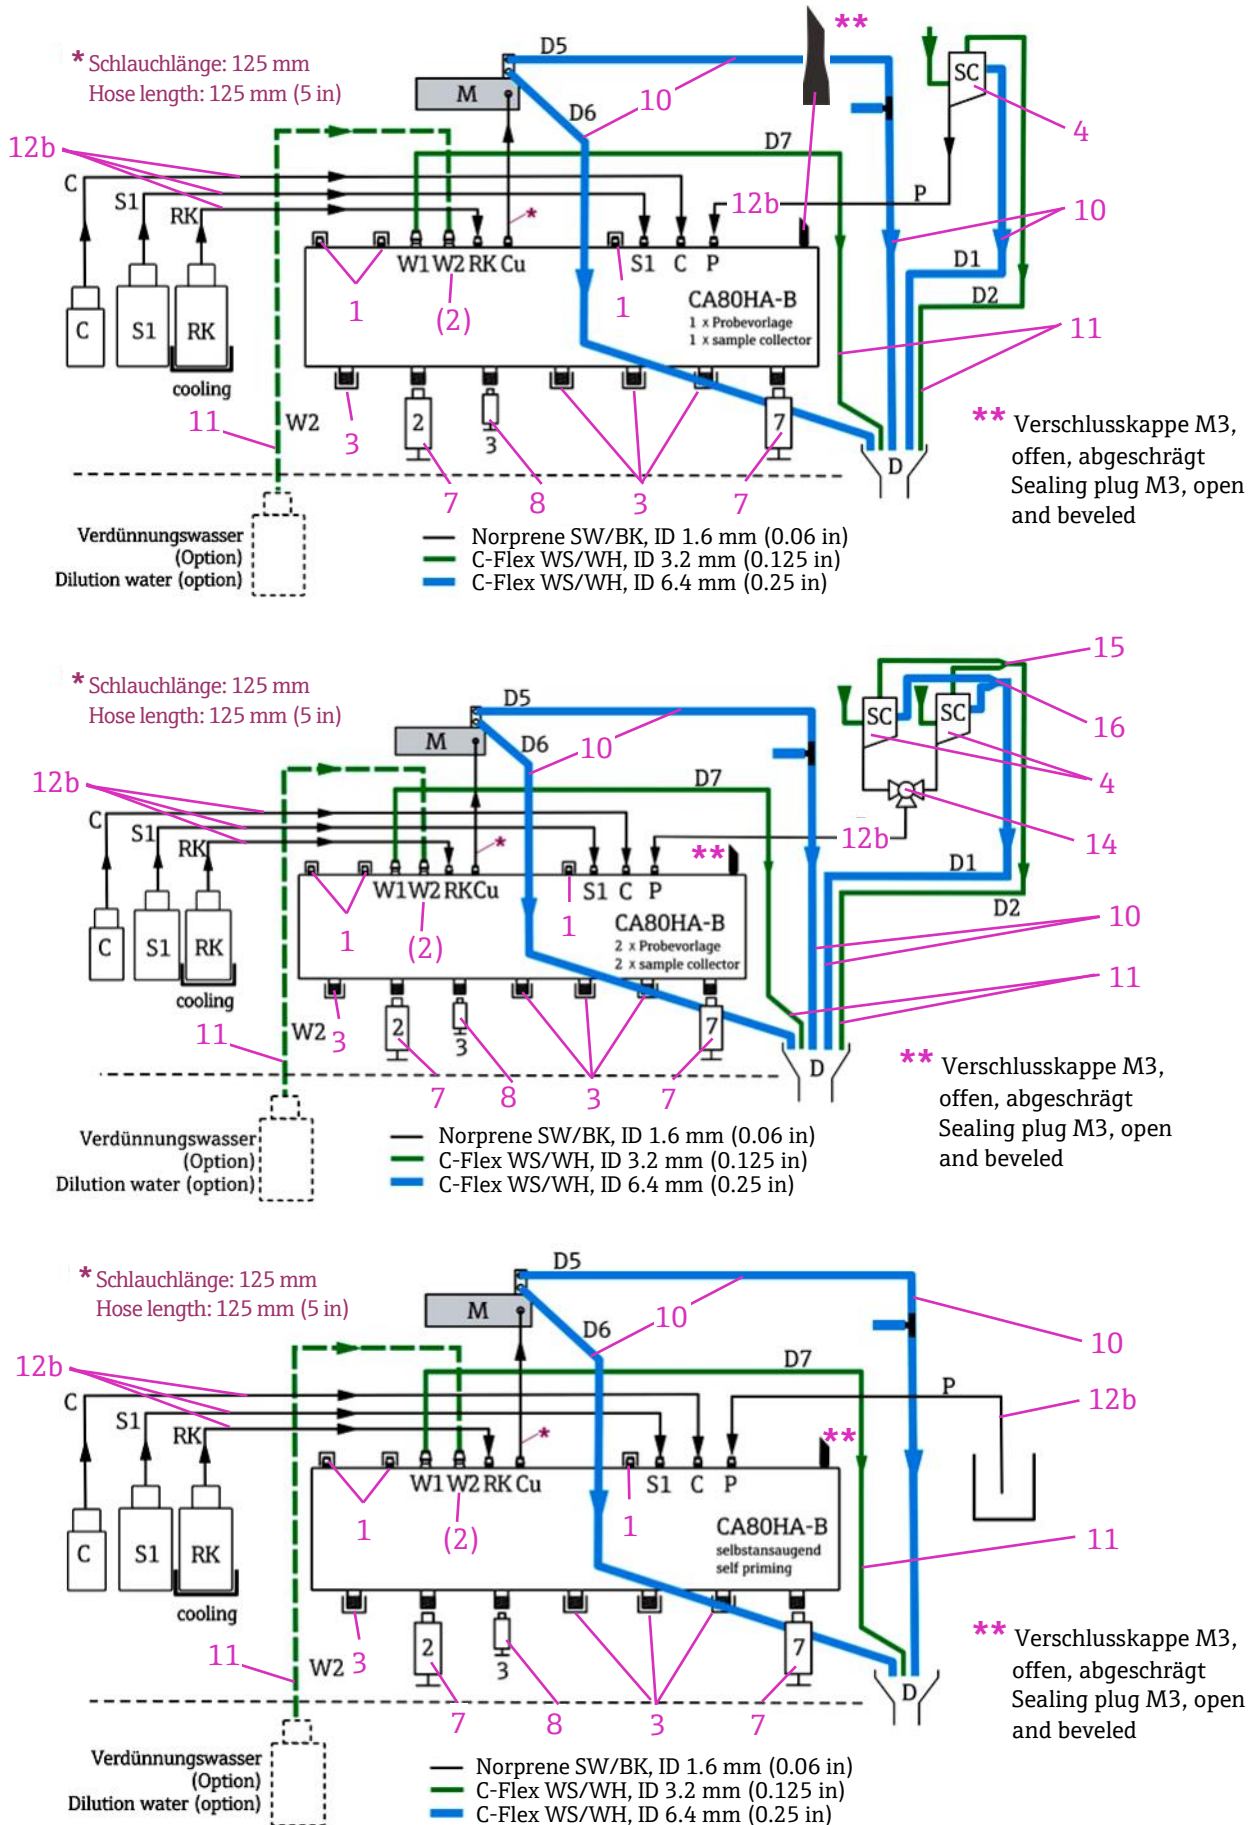 **
D5
* Schlauchlänge: 125 mm
Hose length: 125 mm (5 in)
SC
M
10
D6
4
12b
D7
C
S1
RK
P
12b
*
10
W1 W2 RK Cu
S1 C P
D1
D2
1
(2)
1
CA80HA-B
1 x Probevorlage
1 x sample collector
11
C
S1
RK
cooling
11
W2
3
2
3
7
D
** Verschlusskappe M3,
offen, abgeschrägt
Sealing plug M3, open
and beveled
7
8
3
7
Verdünnungswasser
(Option)
Dilution water (option)
Norprene SW/BK, ID 1.6 mm (0.06 in)
C-Flex WS/WH, ID 3.2 mm (0.125 in)
C-Flex WS/WH, ID 6.4 mm (0.25 in)
15
* Schlauchlänge: 125 mm
Hose length: 125 mm (5 in)
D5
SC
SC
16
M
D6
10
D7
4
12b
C
S1
RK
*
12b
14
**
D1
W1 W2 RK Cu
S1 C P
D2
1
(2)
1
CA80HA-B
2 x Probevorlage
2 x sample collector
10
C
S1
RK
cooling
11
11
W2
3
2
3
7
D
** Verschlusskappe M3,
offen, abgeschrägt
Sealing plug M3, open
and beveled
7
8
3
7
Verdünnungswasser
(Option)
Dilution water (option)
Norprene SW/BK, ID 1.6 mm (0.06 in)
C-Flex WS/WH, ID 3.2 mm (0.125 in)
C-Flex WS/WH, ID 6.4 mm (0.25 in)
D5
* Schlauchlänge: 125 mm
Hose length: 125 mm (5 in)
M
10
D6
10
12b
D7
C
S1
RK
P
12b
*
**
W1 W2 RK Cu
S1 C P
1
(2)
1
CA80HA-B
selbstansaugend
self priming
11
C
S1
RK
cooling
11
W2
3
2
3
7
D
** Verschlusskappe M3,
offen, abgeschrägt
Sealing plug M3, open
and beveled
7
8
3
7
Verdünnungswasser
(Option)
Dilution water (option)
Norprene SW/BK, ID 1.6 mm (0.06 in)
C-Flex WS/WH, ID 3.2 mm (0.125 in)
C-Flex WS/WH, ID 6.4 mm (0.25 in)